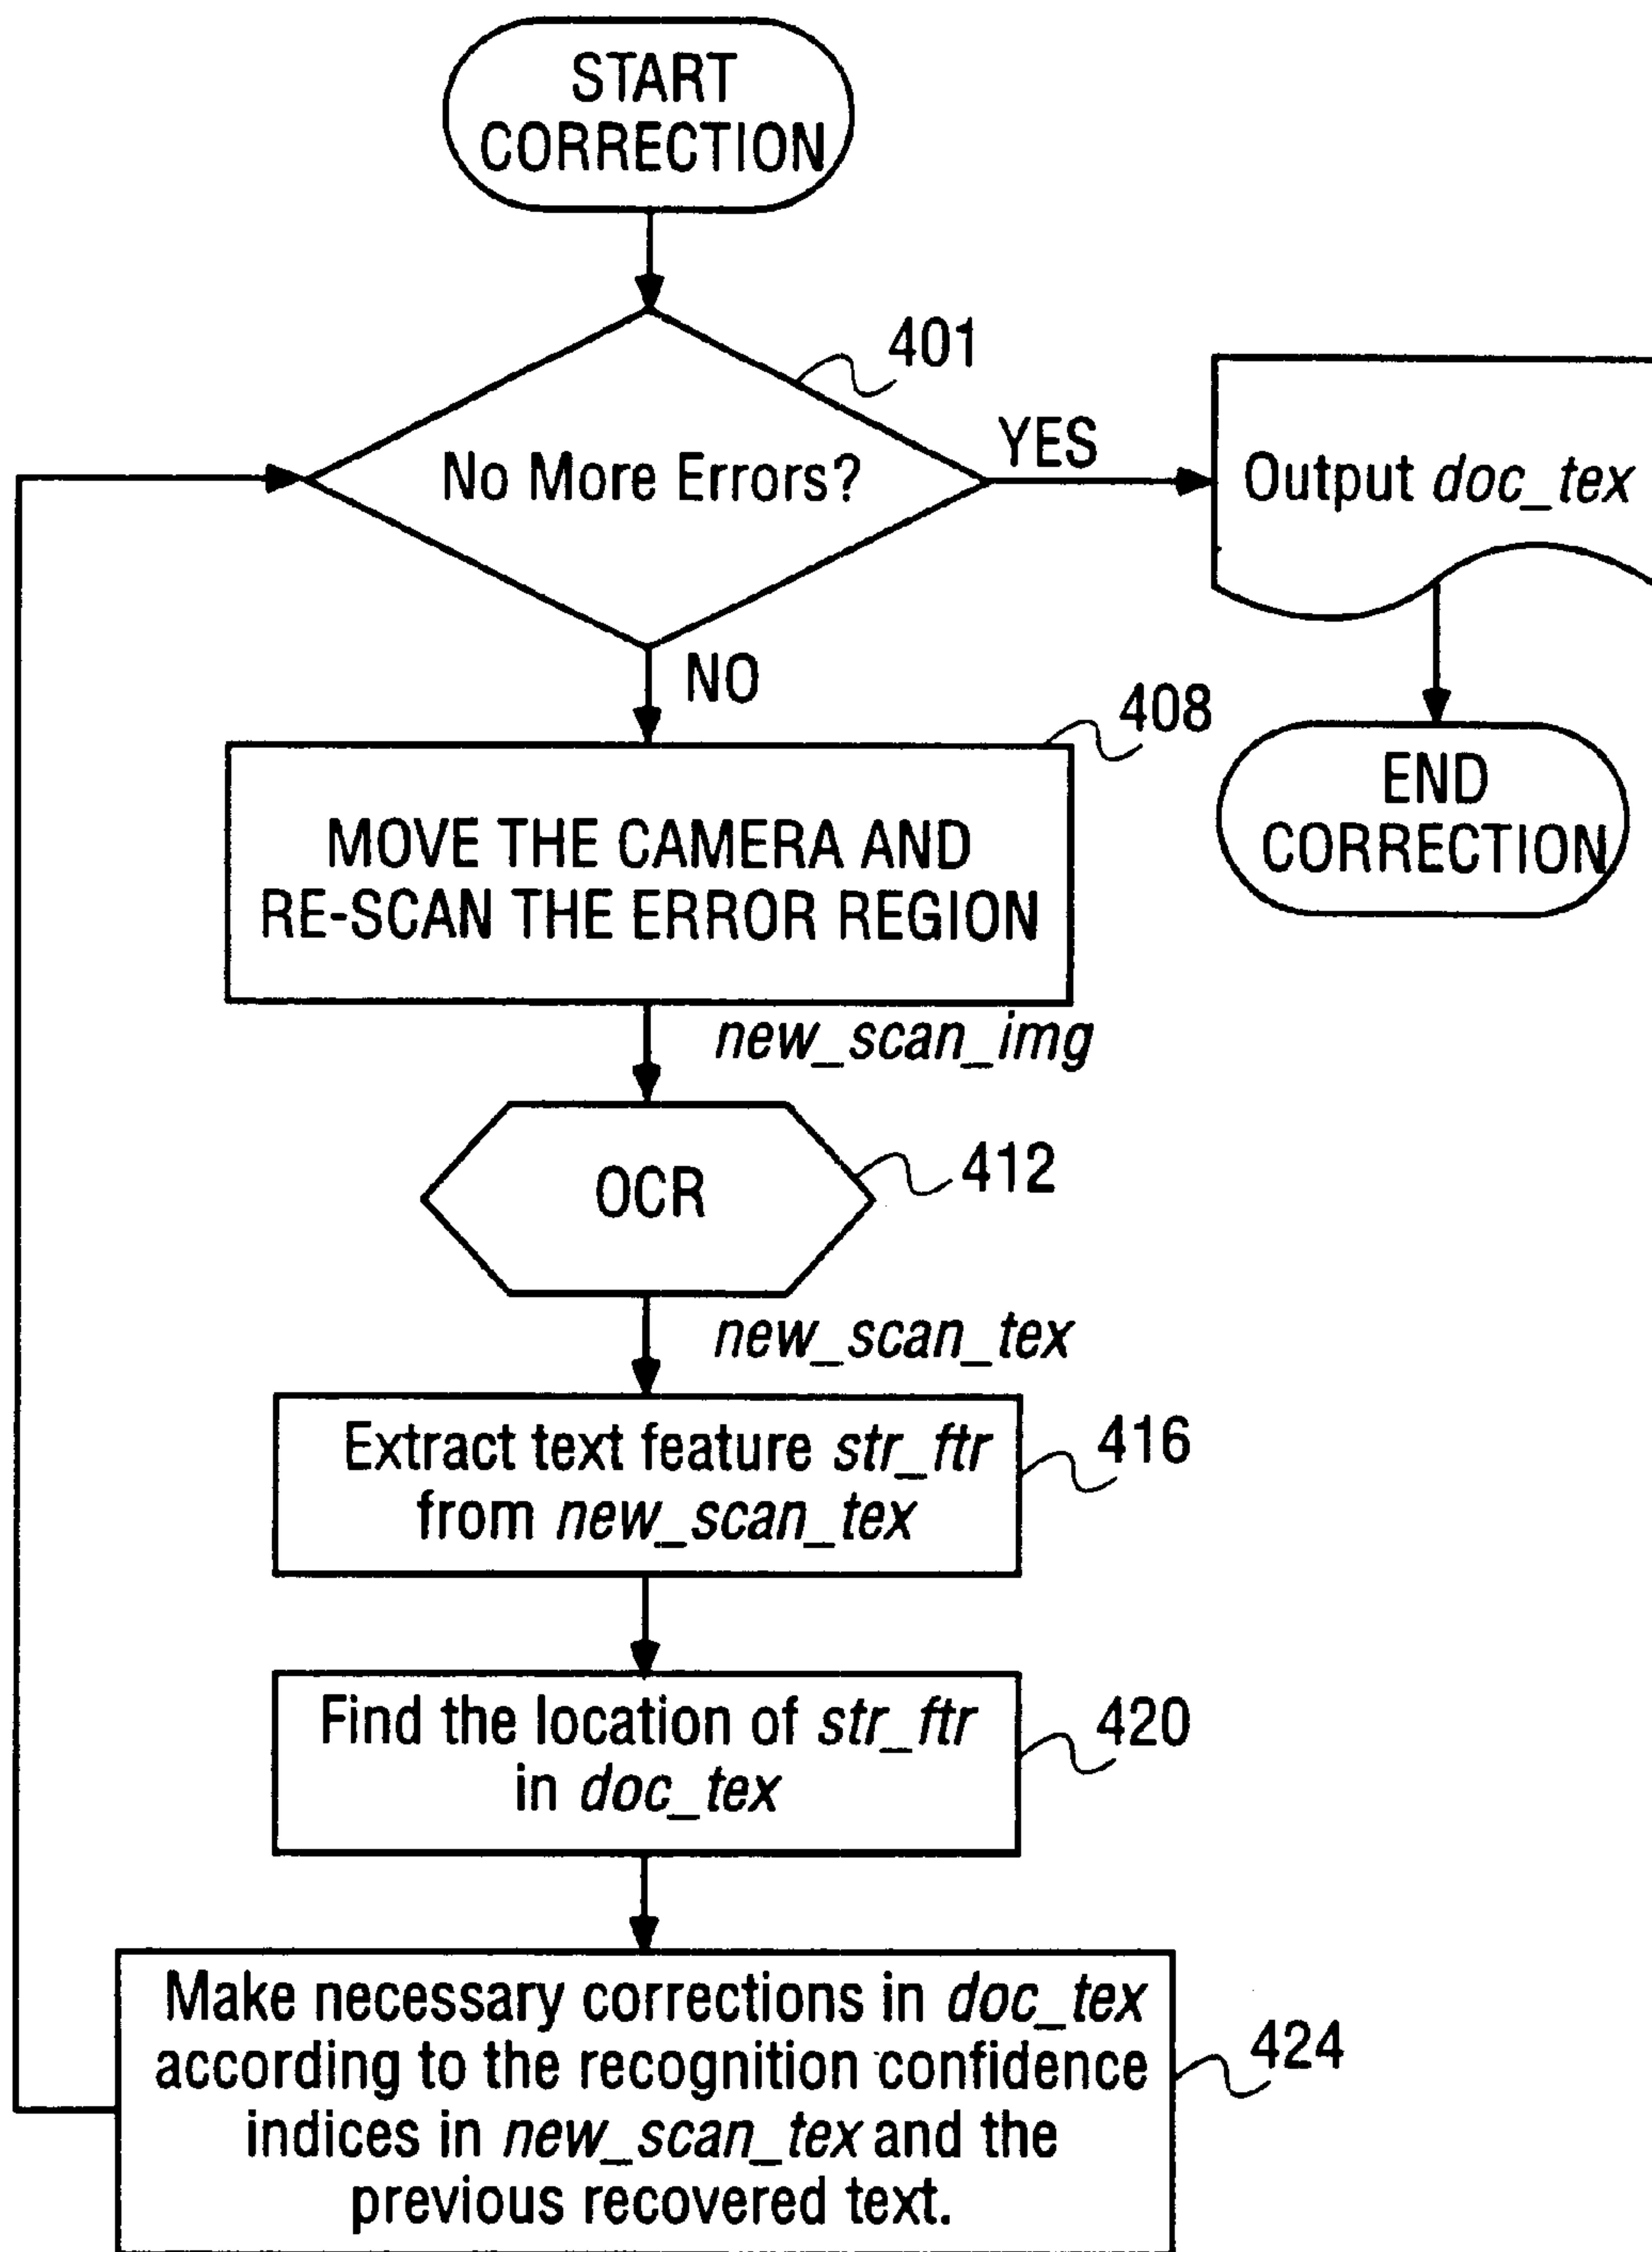 START
CORRECTION
401
No More Errors?
YES
Output doc_tex
NO
408
END
CORRECTION
MOVE THE CAMERA AND
RE-SCAN THE ERROR REGION
new_scan_img
OCR
412
new_scan_tex
Extract text feature str_ftr
from new_scan_tex
416
Find the location of str_ftr
in doc_tex
420
Make necessary corrections in doc_tex
according to the recognition confidence
indices in new_scan_tex and the
previous recovered text.
424